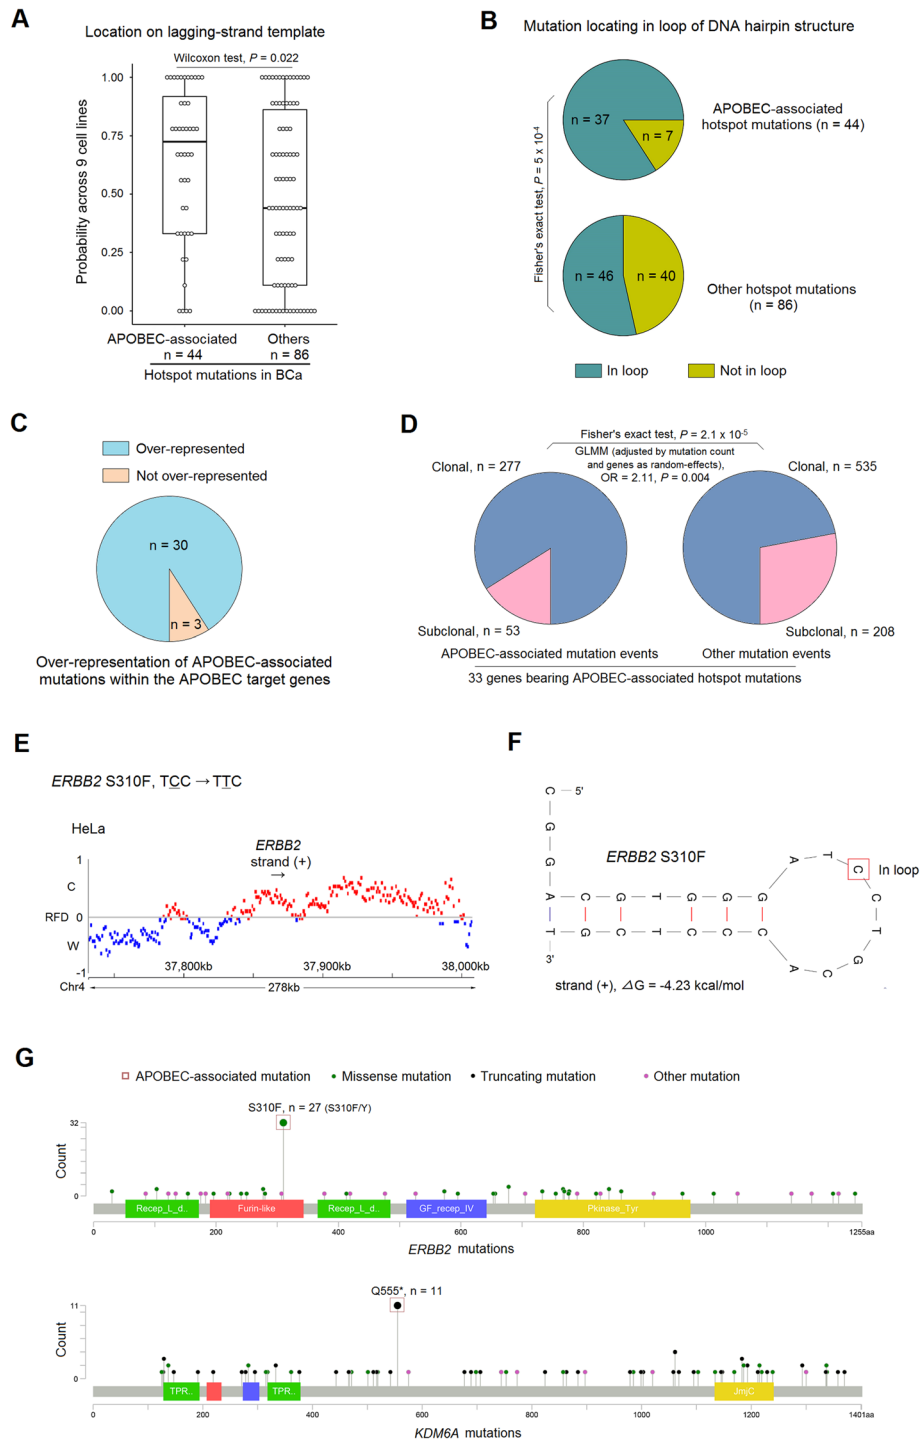 A
Location on lagging-strand template
Wilcoxon test, P = 0.022
Probability across 9 cell lines
1.00
0.75
0.50
0.25
0.00
APOBEC-associated
n = 44
Others
n = 86
Hotspot mutations in BCa
B
Mutation locating in loop of DNA hairpin structure
Fisher's exact test, P = 5 x 10-4
n = 37
n = 7
APOBEC-associated
hotspot mutations (n = 44)
n = 46
n = 40
Other hotspot mutations
(n = 86)
In loop
Not in loop
C
Over-represented
Not over-represented
n = 30
n = 3
Over-representation of APOBEC-associated
mutations within the APOBEC target genes
D
Fisher's exact test, P = 2.1 x 10-5
GLMM (adjusted by mutation count
and genes as random-effects),
OR = 2.11, P = 0.004
Clonal, n = 277
Clonal, n = 535
Subclonal, n = 53
Subclonal, n = 208
APOBEC-associated mutation events
Other mutation events
33 genes bearing APOBEC-associated hotspot mutations
E
ERBB2 S310F, TCC → TTC
HeLa
ERBB2
strand (+)
→
1
C
RFD 0
W
-1
37,800kb
37,900kb
38,000kb
Chr4
278kb
F
C 5'
G
G
A C G T G G G
T G C T C C C
3'
A T C C T G C A
ERBB2 S310F
In loop
strand (+), ΔG = -4.23 kcal/mol
G
APOBEC-associated mutation
Missense mutation
Truncating mutation
Other mutation
S310F, n = 27 (S310F/Y)
Count
32
0
Recep_L_d..
Furin-like
Recep_L_d..
GF_recep_IV
Pkinase_Tyr
0
200
400
600
800
1000
1255aa
ERBB2 mutations
Q555*, n = 11
Count
11
0
TPR..
TPR..
JmjC
0
200
400
600
800
1000
1200
1401aa
KDM6A mutations